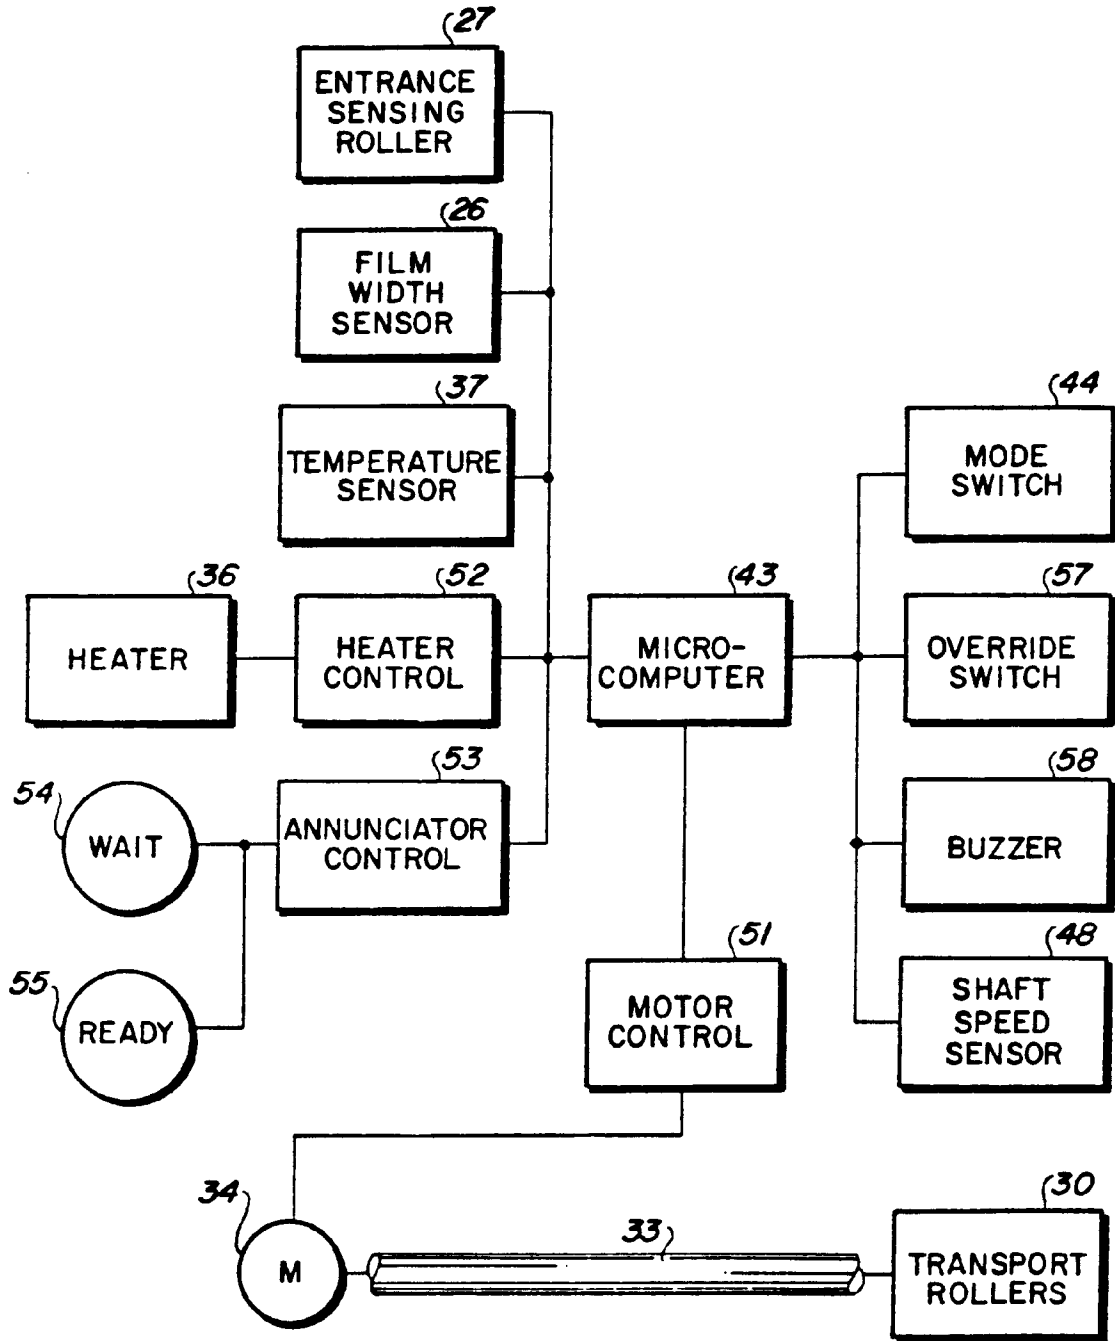 27
ENTRANCE
SENSING
ROLLER
26
FILM
WIDTH
SENSOR
37
TEMPERATURE
SENSOR
44
MODE
SWITCH
36
HEATER
52
HEATER
CONTROL
43
MICRO-
COMPUTER
57
OVERRIDE
SWITCH
54
WAIT
53
ANNUNCIATOR
CONTROL
58
BUZZER
55
READY
51
MOTOR
CONTROL
48
SHAFT
SPEED
SENSOR
34
M
33
30
TRANSPORT
ROLLERS